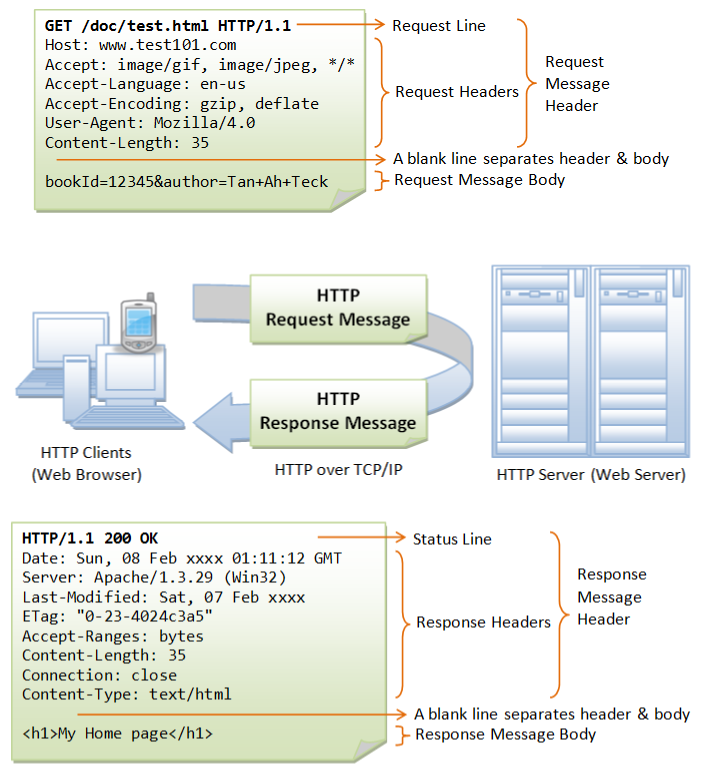 GET /doc/test.html HTTP/1.1
Host: www.test101.com
Accept: image/gif, image/jpeg, */*
Accept-Language: en-us
Accept-Encoding: gzip, deflate
User-Agent: Mozilla/4.0
Content-Length: 35
bookId=12345&author=Tan+Ah+Teck
Request Line
Request Headers
Request
Message
Header
A blank line separates header & body
Request Message Body
HTTP
Request Message
HTTP
Response Message
HTTP Clients
(Web Browser)
HTTP over TCP/IP
HTTP Server (Web Server)
HTTP/1.1 200 OK
Date: Sun, 08 Feb xxxx 01:11:12 GMT
Server: Apache/1.3.29 (Win32)
Last-Modified: Sat, 07 Feb xxxx
ETag: "0-23-4024c3a5"
Accept-Ranges: bytes
Content-Length: 35
Connection: close
Content-Type: text/html
<h1>My Home page</h1>
Status Line
Response Headers
Response
Message
Header
A blank line separates header & body
Response Message Body